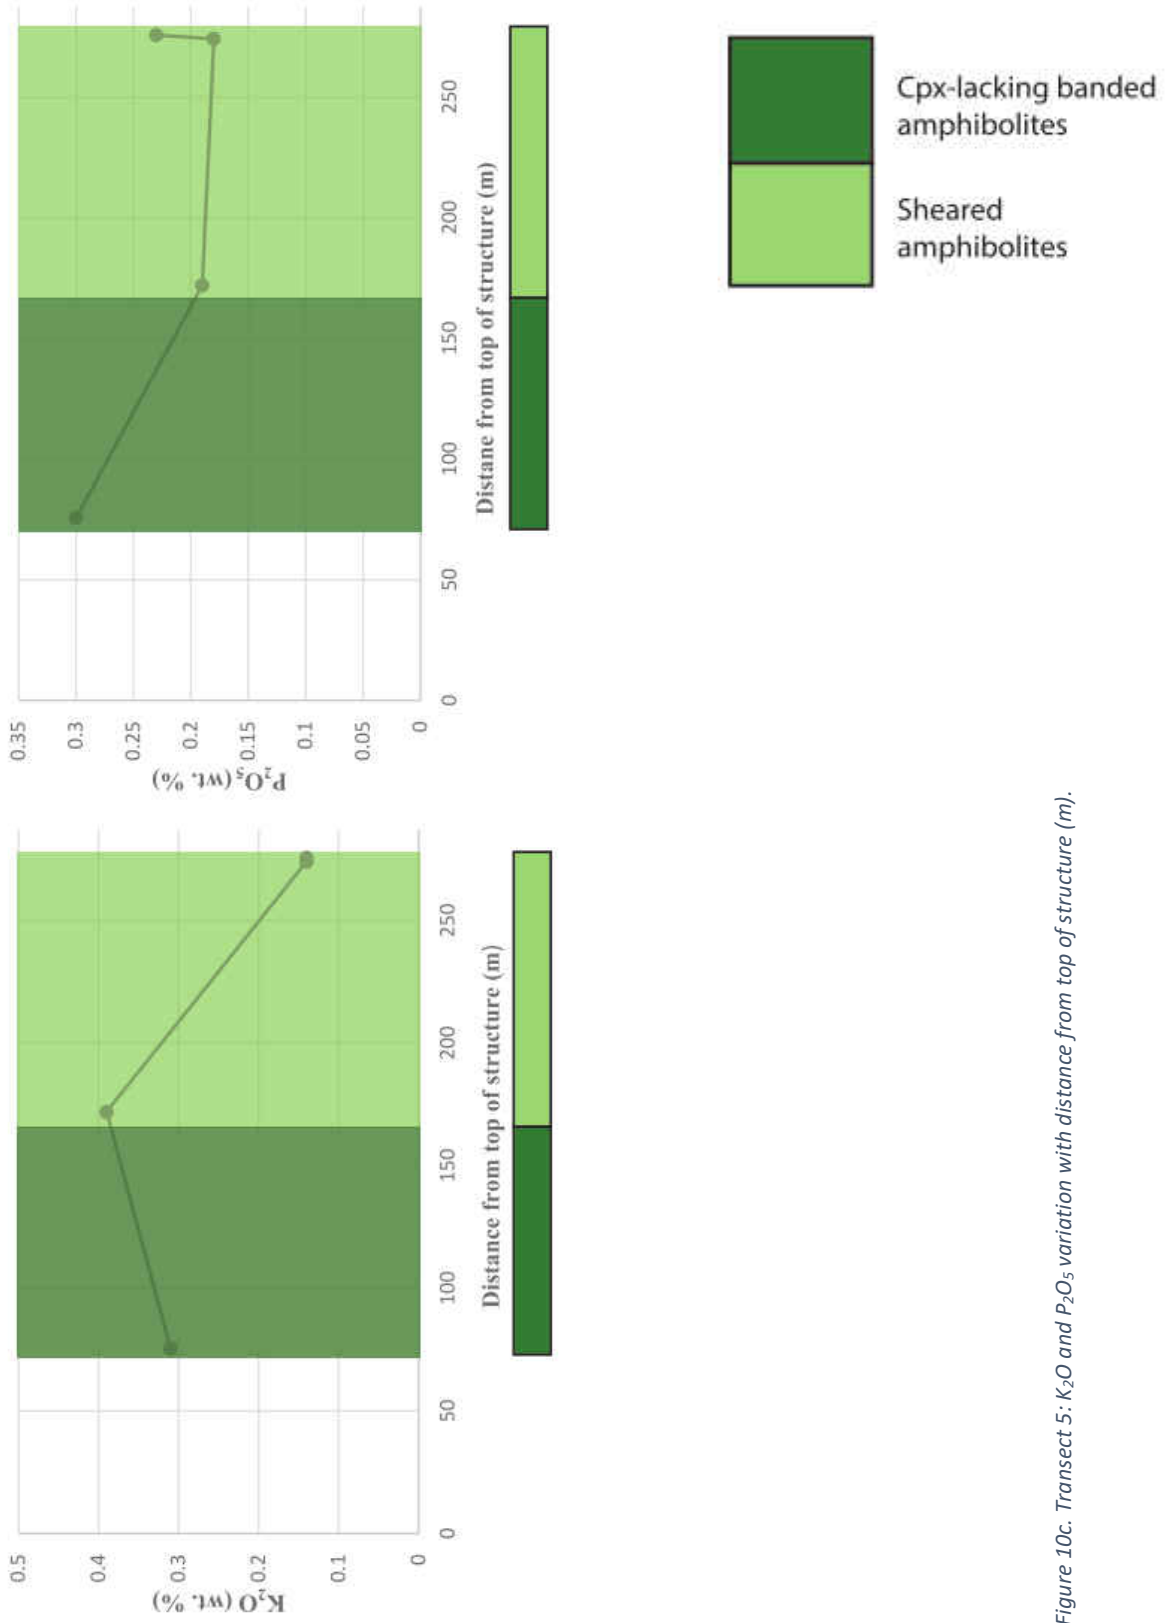 0.5
0.4
0.3
0.2
0.1
0
K₂O (wt. %)
0
50
100
150
200
250
Distance from top of structure (m)
0.35
0.3
0.25
0.2
0.15
0.1
0.05
0
P₂O₅ (wt. %)
0
50
100
150
200
250
Distane from top of structure (m)
Cpx-lacking banded
amphibolites
Sheared
amphibolites
Figure 10c. Transect 5: K₂O and P₂O₅ variation with distance from top of structure (m).